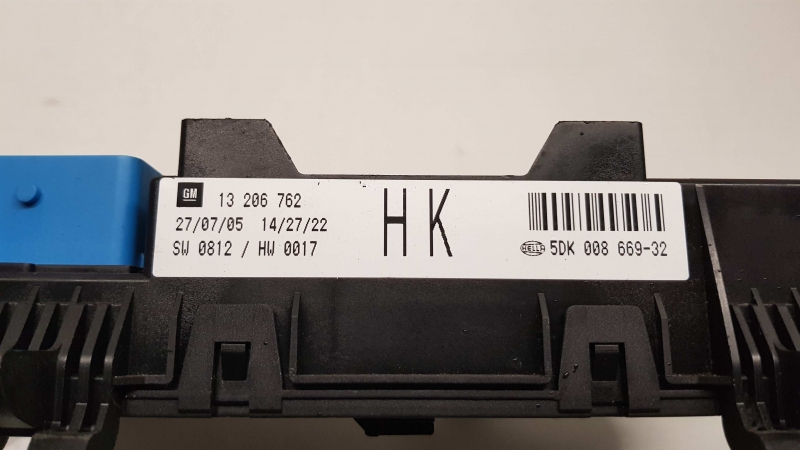 GM 13 206 762
27/07/05 14/27/22
SW 0812 / HW 0017
HK
HELLA 5DK 008 669-32